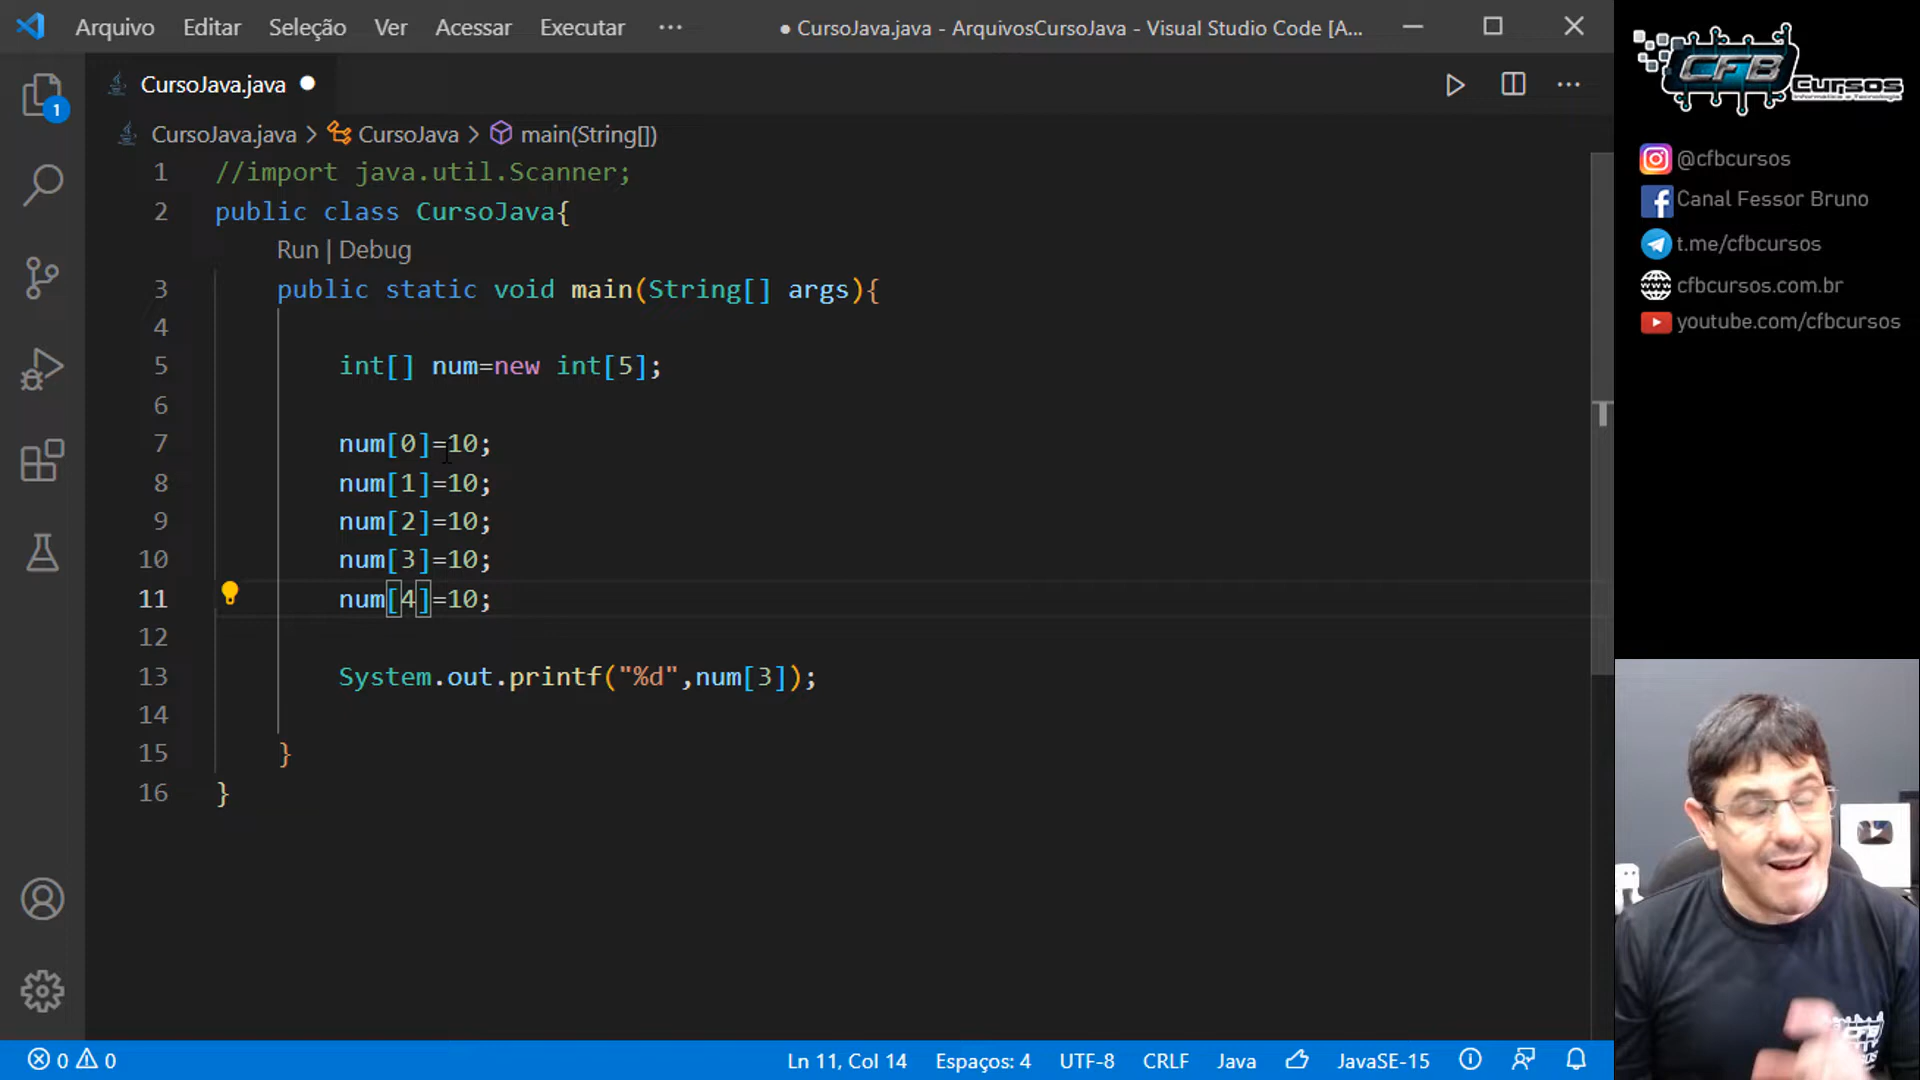 Arquivo Editar Seleção Ver Acessar Executar ··· ● CursoJava.java - ArquivosCursoJava - Visual Studio Code [A...
CursoJava.java ●
1
CursoJava.java > CursoJava > main(String[])
1 //import java.util.Scanner;
2 public class CursoJava{
Run | Debug
3 public static void main(String[] args){
4
5 int[] num=new int[5];
6
7 num[0]=10;
8 num[1]=10;
9 num[2]=10;
10 num[3]=10;
11 num[4]=10;
12
13 System.out.printf("%d",num[3]);
14
15 }
16 }
0 0 Ln 11, Col 14 Espaços: 4 UTF-8 CRLF Java JavaSE-15
CFB Cursos
@cfbcursos
Canal Fessor Bruno
t.me/cfbcursos
cfbcursos.com.br
youtube.com/cfbcursos